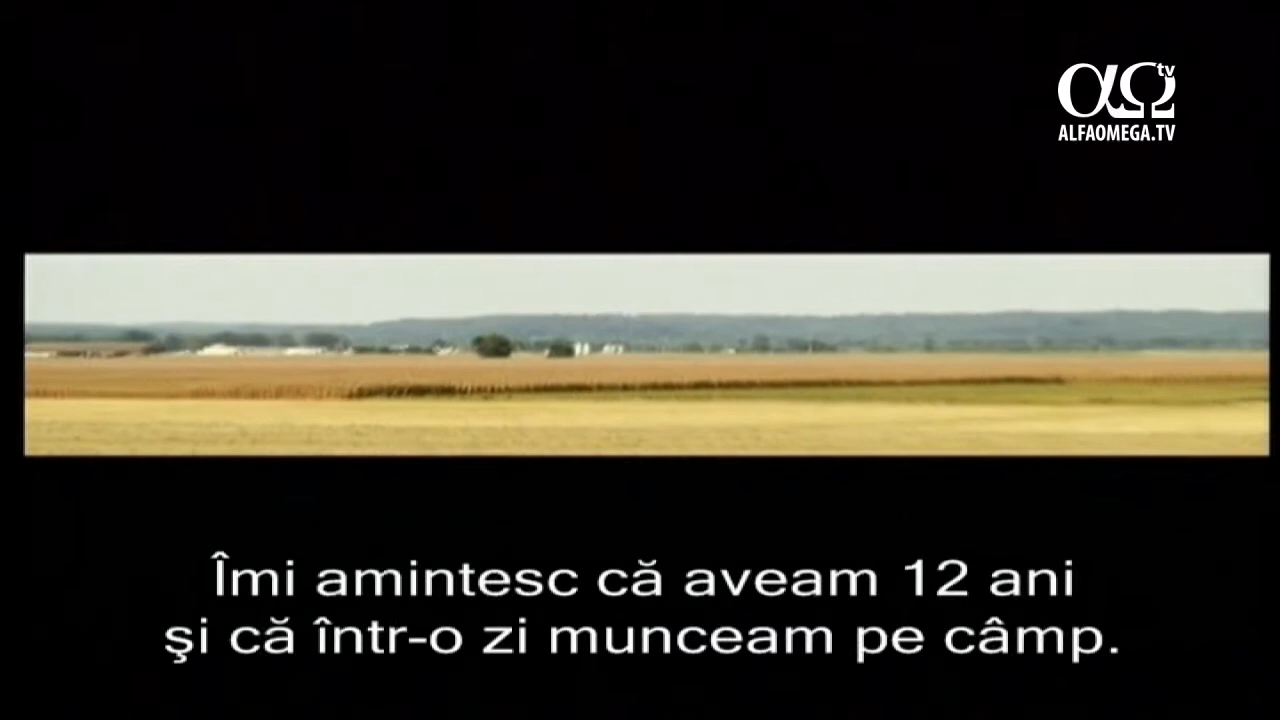 αΩ tv
ALFAOMEGA.TV
Îmi amintesc că aveam 12 ani
şi că într-o zi munceam pe câmp.